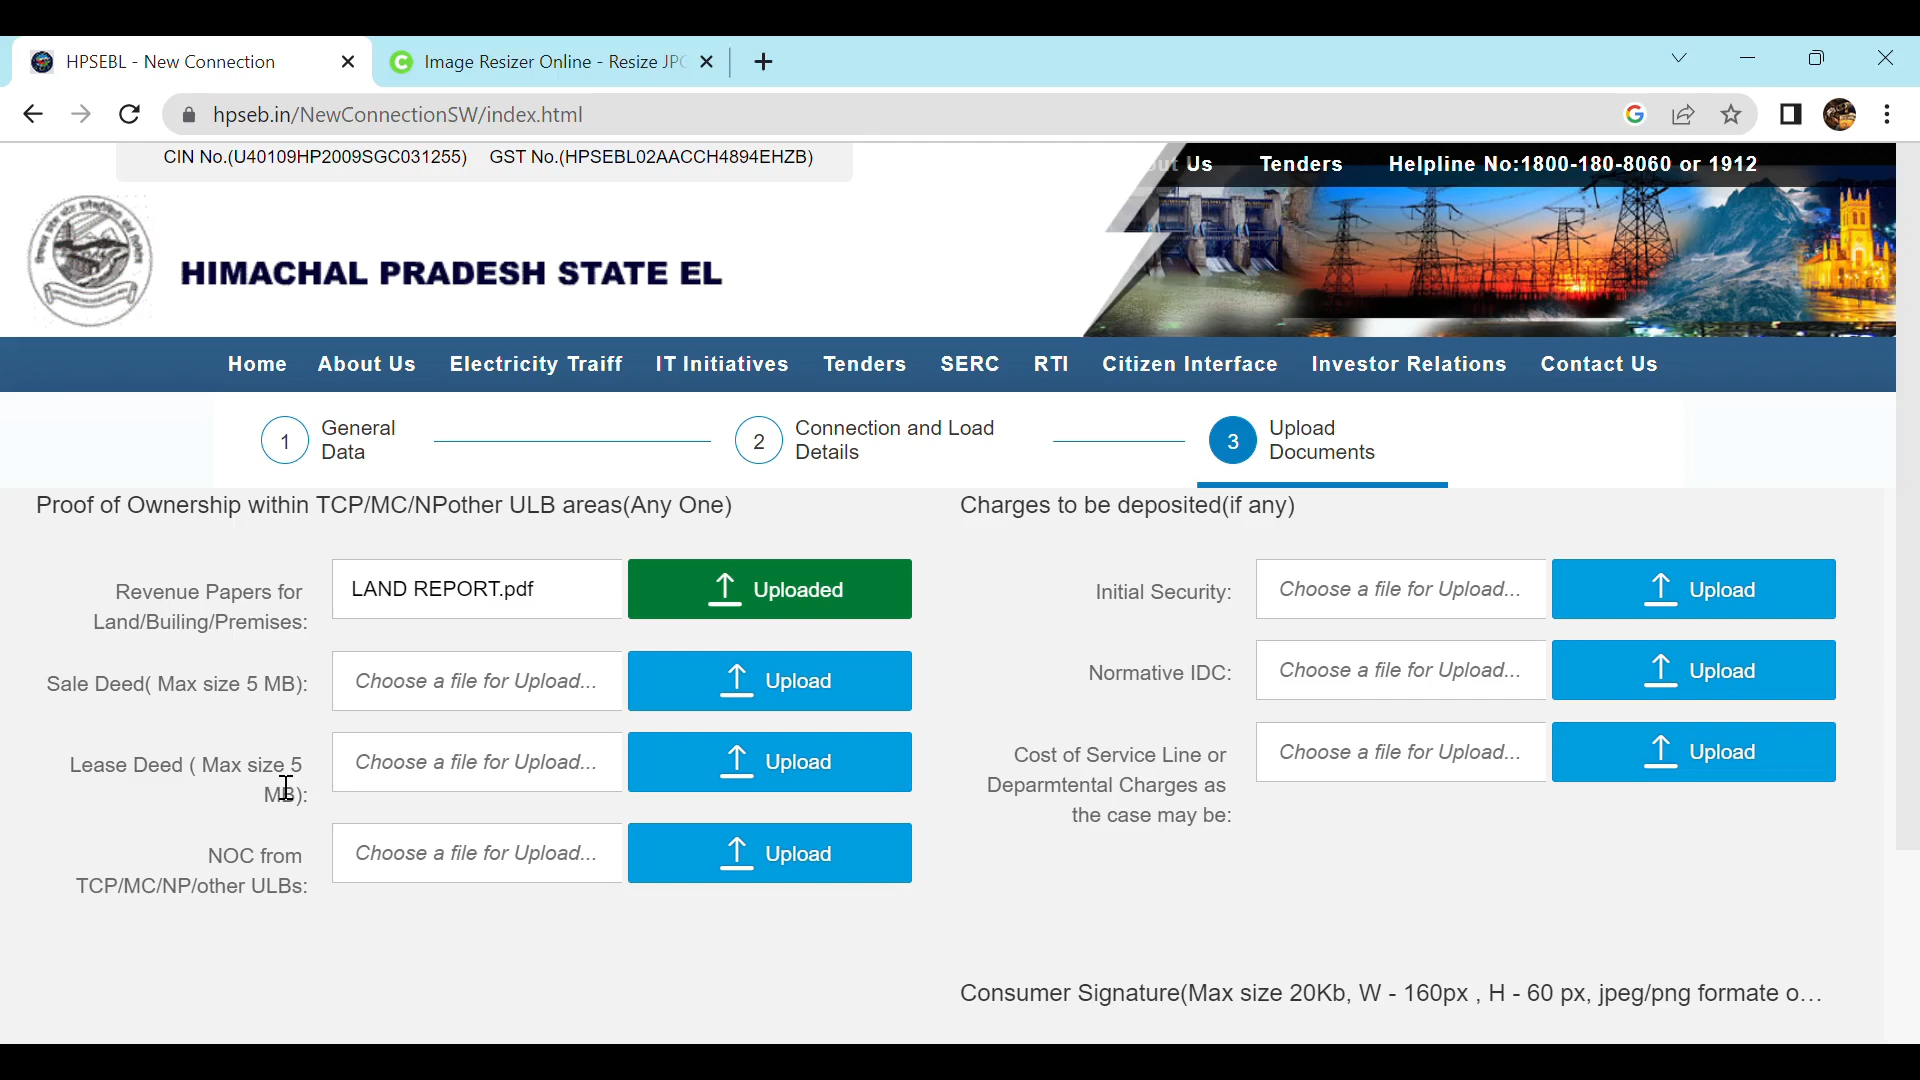 HPSEBL - New Connection
Image Resizer Online - Resize JPG
hpseb.in/NewConnectionSW/index.html
CIN No.(U40109HP2009SGC031255) GST No.(HPSEBL02AACCH4894EHZB)
Us Tenders Helpline No:1800-180-8060 or 1912
HIMACHAL PRADESH STATE EL
Home About Us Electricity Traiff IT Initiatives Tenders SERC RTI Citizen Interface Investor Relations Contact Us
1 General
Data
2 Connection and Load
Details
3 Upload
Documents
Proof of Ownership within TCP/MC/NPother ULB areas(Any One)
Revenue Papers for
Land/Builing/Premises:
LAND REPORT.pdf Uploaded
Sale Deed( Max size 5 MB): Choose a file for Upload... Upload
Lease Deed ( Max size 5
MB):
Choose a file for Upload... Upload
NOC from
TCP/MC/NP/other ULBs:
Choose a file for Upload... Upload
Charges to be deposited(if any)
Initial Security: Choose a file for Upload... Upload
Normative IDC: Choose a file for Upload... Upload
Cost of Service Line or
Deparmtental Charges as
the case may be:
Choose a file for Upload... Upload
Consumer Signature(Max size 20Kb, W - 160px , H - 60 px, jpeg/png formate o...